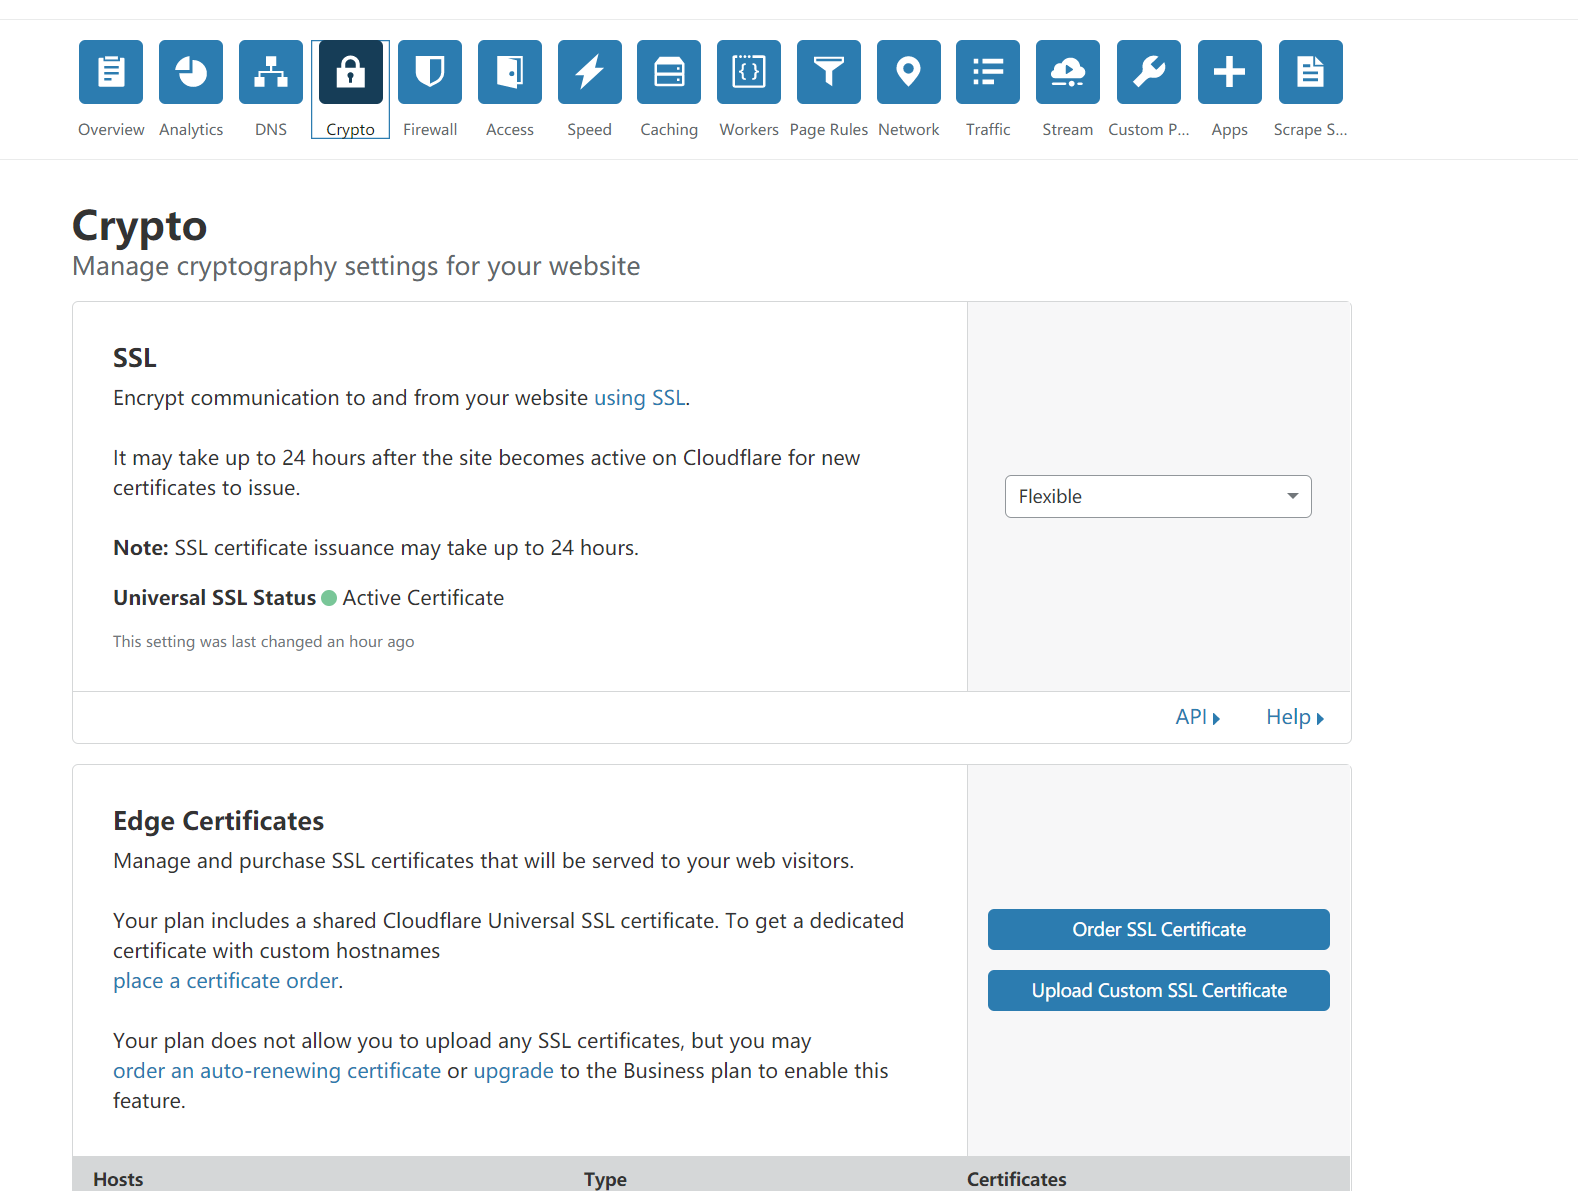 Overview Analytics DNS Crypto Firewall Access Speed Caching Workers Page Rules Network Traffic Stream Custom P... Apps Scrape S...
Crypto
Manage cryptography settings for your website
SSL
Encrypt communication to and from your website using SSL.
It may take up to 24 hours after the site becomes active on Cloudflare for new
certificates to issue.
Flexible
Note: SSL certificate issuance may take up to 24 hours.
Universal SSL Status Active Certificate
This setting was last changed an hour ago
API Help
Edge Certificates
Manage and purchase SSL certificates that will be served to your web visitors.
Your plan includes a shared Cloudflare Universal SSL certificate. To get a dedicated
certificate with custom hostnames
place a certificate order.
Order SSL Certificate
Upload Custom SSL Certificate
Your plan does not allow you to upload any SSL certificates, but you may
order an auto-renewing certificate or upgrade to the Business plan to enable this
feature.
Hosts Type Certificates